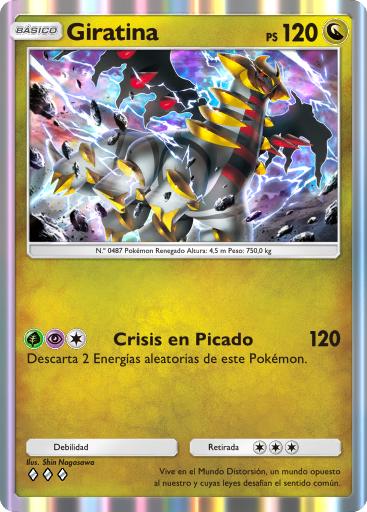 BÁSICO
Giratina
PS 120
N.º 0487 Pokémon Renegado Altura: 4,5 m Peso: 750,0 kg
Crisis en Picado 120
Descarta 2 Energías aleatorias de este Pokémon.
Debilidad
Retirada
Ilus. Shin Nagasawa
Vive en el Mundo Distorsión, un mundo opuesto
al nuestro y cuyas leyes desafían el sentido común.